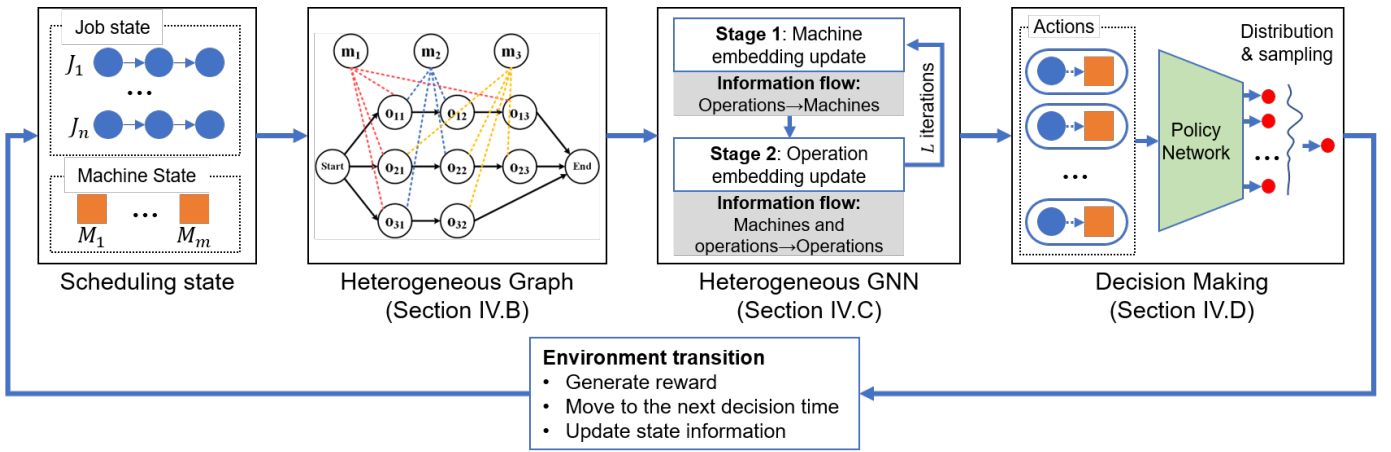 Job state
J1
...
Jn
Machine State
...
M1 Mm
Scheduling state
m1 m2 m3
o11 o12 o13
Start o21 o22 o23 End
o31 o32
Heterogeneous Graph
(Section IV.B)
Stage 1: Machine
embedding update
Information flow:
Operations→Machines
Stage 2: Operation
embedding update
Information flow:
Machines and
operations→Operations
L iterations
Heterogeneous GNN
(Section IV.C)
Actions
...
Policy
Network
Distribution
& sampling
...
Decision Making
(Section IV.D)
Environment transition
• Generate reward
• Move to the next decision time
• Update state information